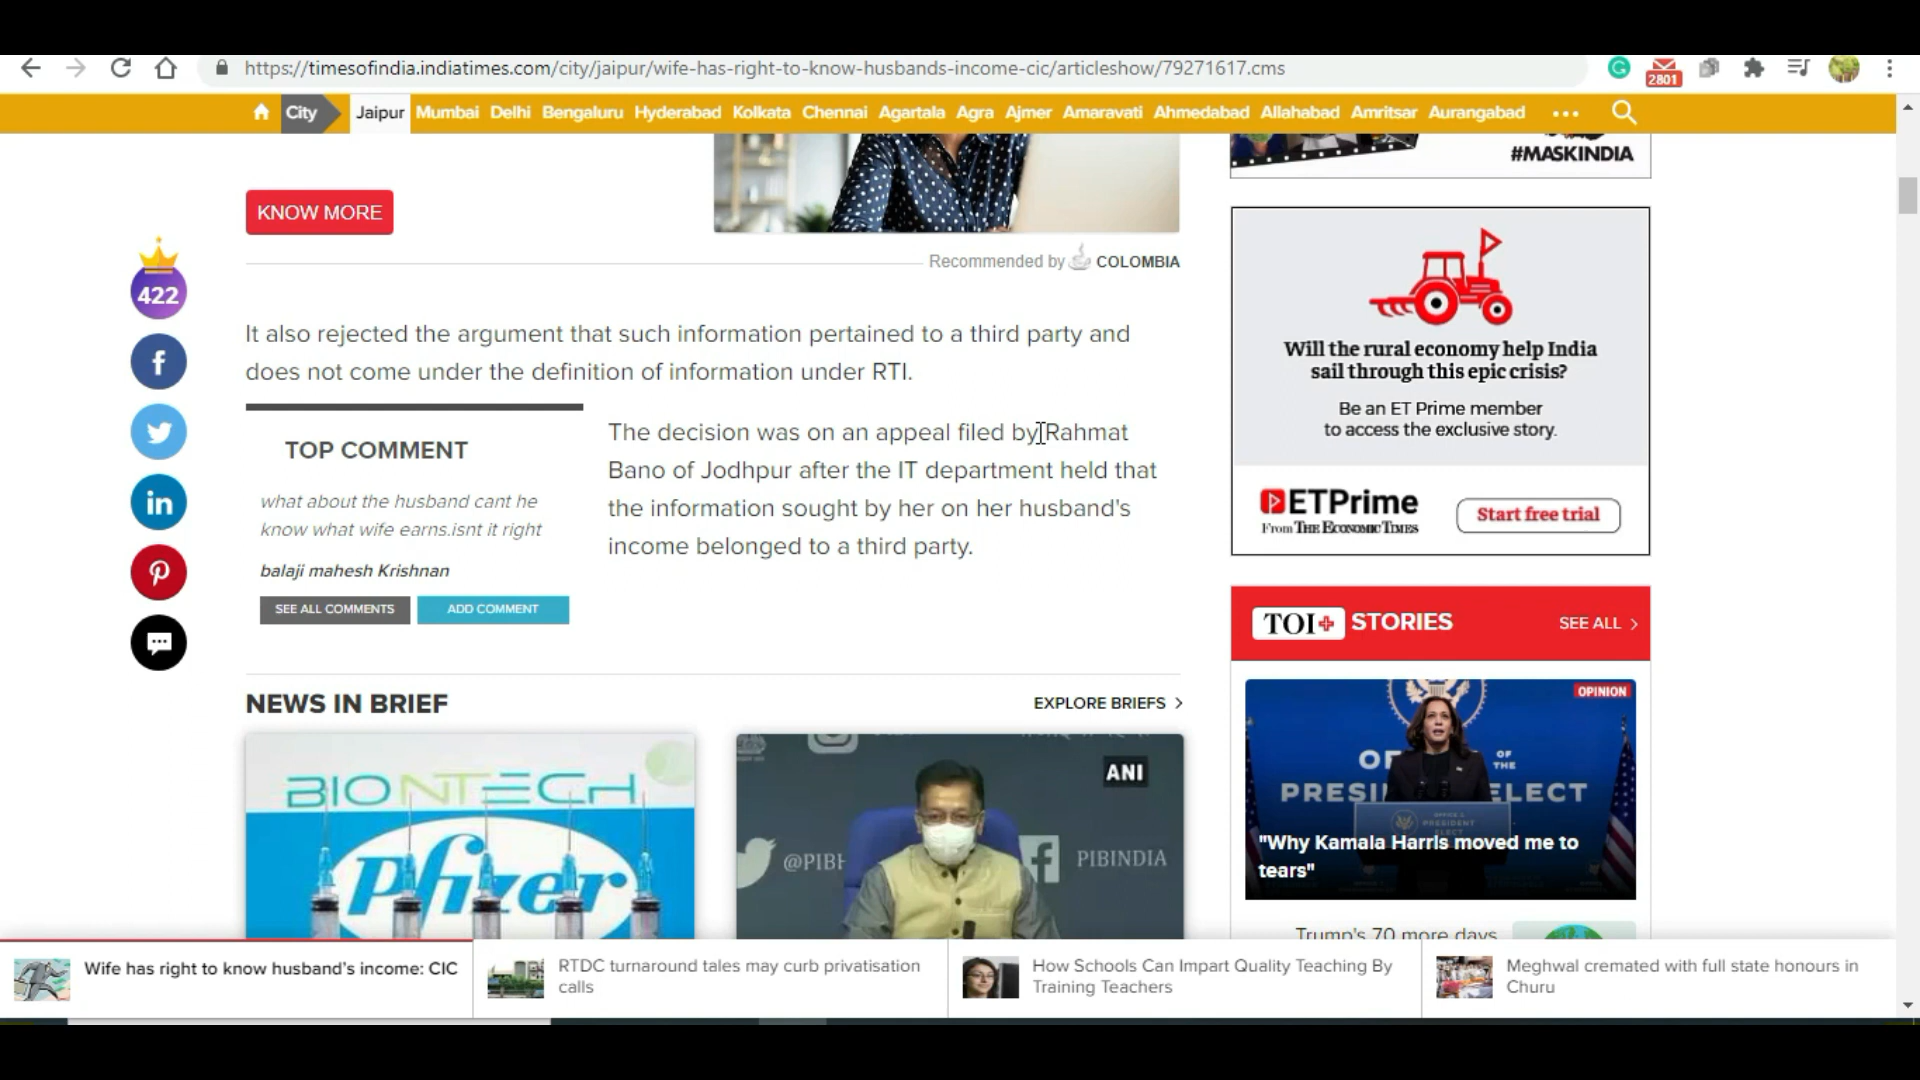 https://timesofindia.indiatimes.com/city/jaipur/wife-has-right-to-know-husbands-income-cic/articleshow/79271617.cms
2801
City Jaipur Mumbai Delhi Bengaluru Hyderabad Kolkata Chennai Agartala Agra Ajmer Amaravati Ahmedabad Allahabad Amritsar Aurangabad
#MASKINDIA
KNOW MORE
Recommended by COLOMBIA
422
It also rejected the argument that such information pertained to a third party and
does not come under the definition of information under RTI.
TOP COMMENT
what about the husband cant he
know what wife earns.isnt it right
balaji mahesh Krishnan
SEE ALL COMMENTS ADD COMMENT
The decision was on an appeal filed by Rahmat
Bano of Jodhpur after the IT department held that
the information sought by her on her husband's
income belonged to a third party.
Will the rural economy help India
sail through this epic crisis?
Be an ET Prime member
to access the exclusive story.
ETPrime
From THE ECONOMIC TIMES
Start free trial
TOI+ STORIES SEE ALL
OPINION
OF
THE
PRESI ELECT
"Why Kamala Harris moved me to
tears"
Trump's 70 more days
NEWS IN BRIEF EXPLORE BRIEFS
BIONTECH
Pfizer
ANI
@PIBH
PIBINDIA
Wife has right to know husband's income: CIC
RTDC turnaround tales may curb privatisation
calls
How Schools Can Impart Quality Teaching By
Training Teachers
Meghwal cremated with full state honours in
Churu